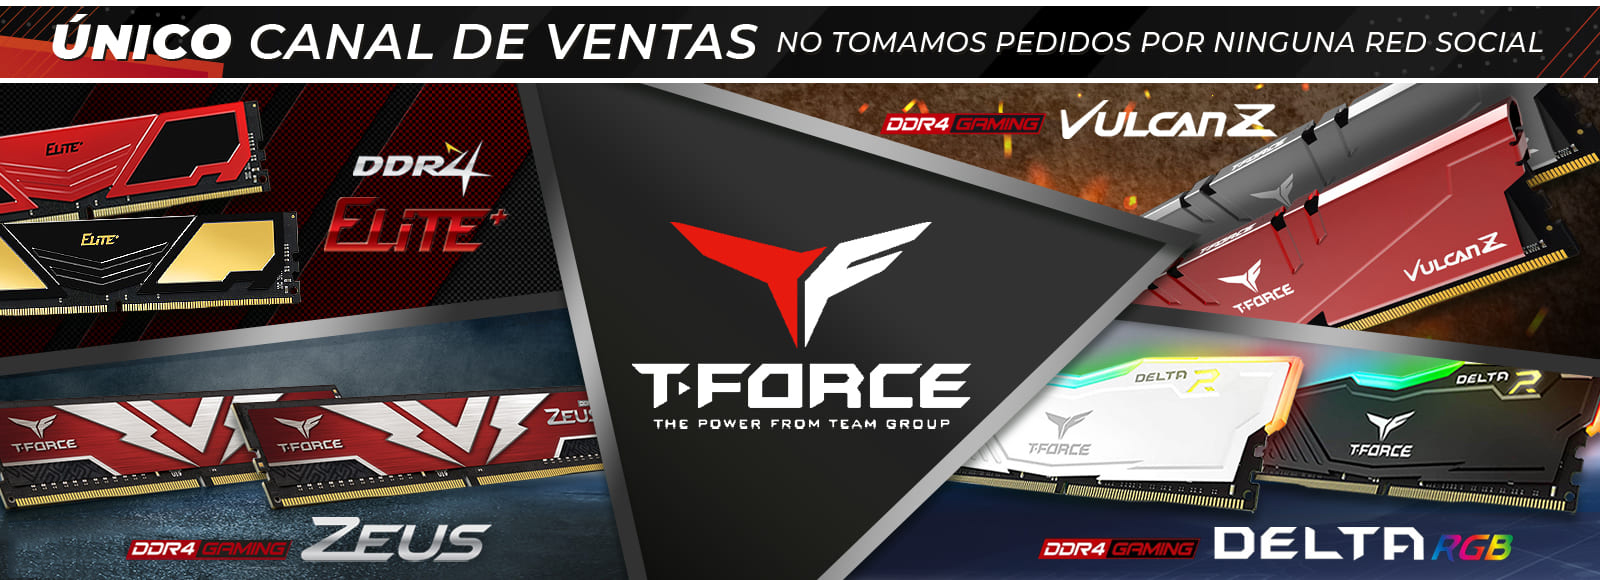 ÚNICO CANAL DE VENTAS NO TOMAMOS PEDIDOS POR NINGUNA RED SOCIAL
ELITE+
ELITE+
DDR4
ELITE+
DDR4 GAMING VULCAN Z
T-FORCE
T-FORCE
T-FORCE
VULCAN Z
T-FORCE
THE POWER FROM TEAM GROUP
T-FORCE
T-FORCE
ZEUS
DDR4 GAMING ZEUS
DELTA R
T-FORCE
DELTA R
T-FORCE
DDR4 GAMING DELTA RGB